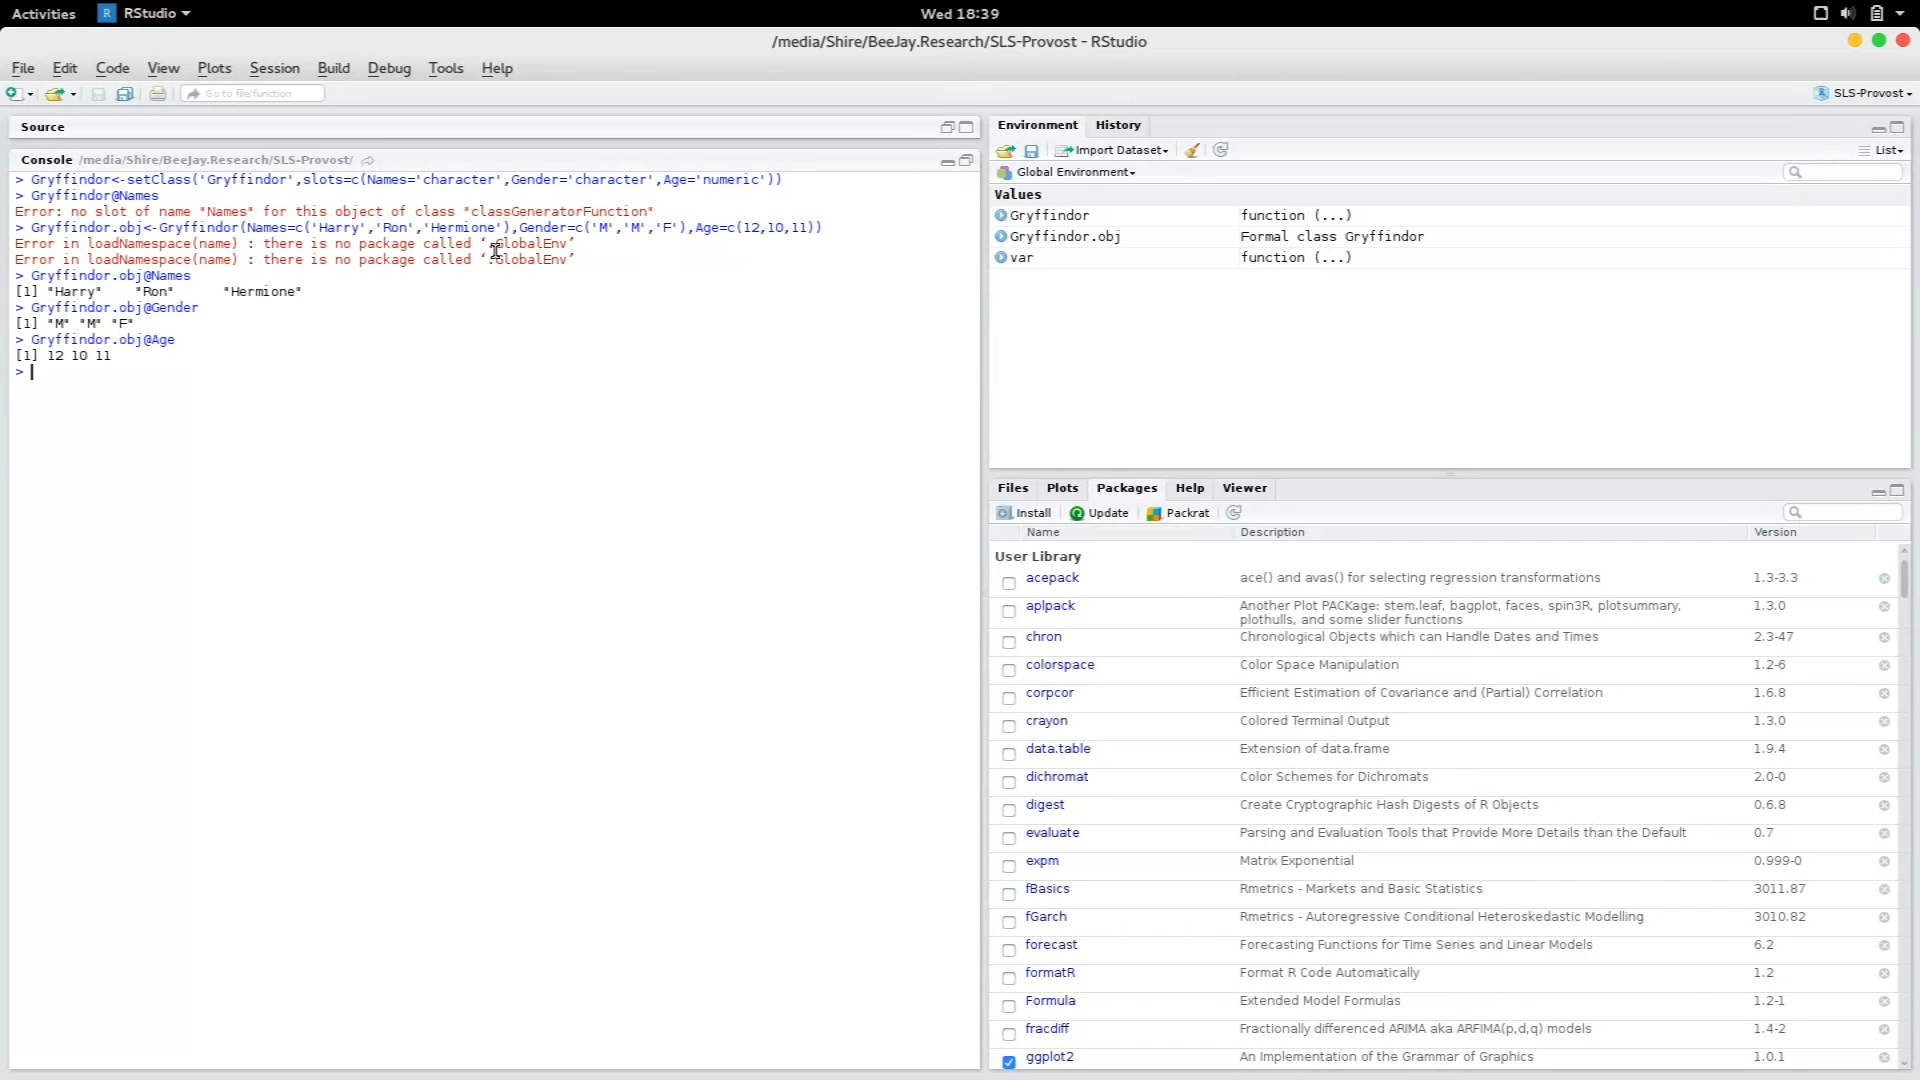 Activities RStudio Wed 18:39
/media/Shire/BeeJay.Research/SLS-Provost - RStudio
File Edit Code View Plots Session Build Debug Tools Help
Go to file/function SLS-Provost
Source
Console /media/Shire/BeeJay.Research/SLS-Provost/
> Gryffindor<-setClass('Gryffindor',slots=c(Names='character',Gender='character',Age='numeric'))
> Gryffindor@Names
Error: no slot of name "Names" for this object of class "classGeneratorFunction"
> Gryffindor.obj<-Gryffindor(Names=c('Harry','Ron','Hermione'),Gender=c('M','M','F'),Age=c(12,10,11))
Error in loadNamespace(name) : there is no package called ‘.GlobalEnv’
Error in loadNamespace(name) : there is no package called ‘.GlobalEnv’
> Gryffindor.obj@Names
[1] "Harry" "Ron" "Hermione"
> Gryffindor.obj@Gender
[1] "M" "M" "F"
> Gryffindor.obj@Age
[1] 12 10 11
>
Environment History
Import Dataset List
Global Environment
Values
Gryffindor function (...)
Gryffindor.obj Formal class Gryffindor
var function (...)
Files Plots Packages Help Viewer
Install Update Packrat
Name Description Version
User Library
acepack ace() and avas() for selecting regression transformations 1.3-3.3
aplpack Another Plot PACKage: stem.leaf, bagplot, faces, spin3R, plotsummary, 1.3.0
plothulls, and some slider functions
chron Chronological Objects which can Handle Dates and Times 2.3-47
colorspace Color Space Manipulation 1.2-6
corpcor Efficient Estimation of Covariance and (Partial) Correlation 1.6.8
crayon Colored Terminal Output 1.3.0
data.table Extension of data.frame 1.9.4
dichromat Color Schemes for Dichromats 2.0-0
digest Create Cryptographic Hash Digests of R Objects 0.6.8
evaluate Parsing and Evaluation Tools that Provide More Details than the Default 0.7
expm Matrix Exponential 0.999-0
fBasics Rmetrics - Markets and Basic Statistics 3011.87
fGarch Rmetrics - Autoregressive Conditional Heteroskedastic Modelling 3010.82
forecast Forecasting Functions for Time Series and Linear Models 6.2
formatR Format R Code Automatically 1.2
Formula Extended Model Formulas 1.2-1
fracdiff Fractionally differenced ARIMA aka ARFIMA(p,d,q) models 1.4-2
ggplot2 An Implementation of the Grammar of Graphics 1.0.1